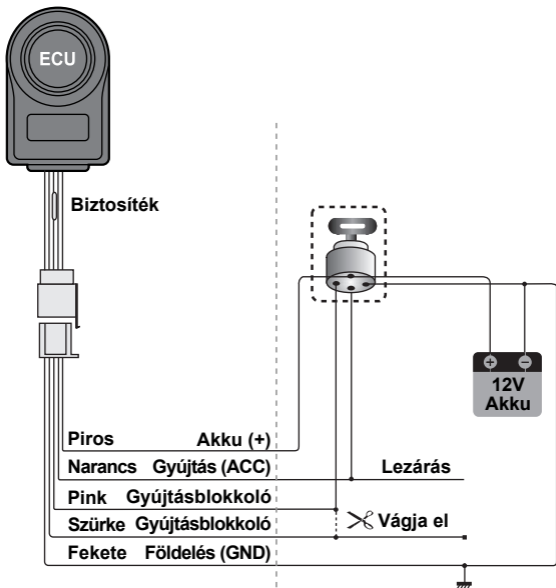 ECU
Biztosíték
12V
Akku
Piros Akku (+)
Narancs Gyújtás (ACC) Lezárás
Pink Gyújtásblokkoló
Szürke Gyújtásblokkoló Vágja el
Fekete Földelés (GND)